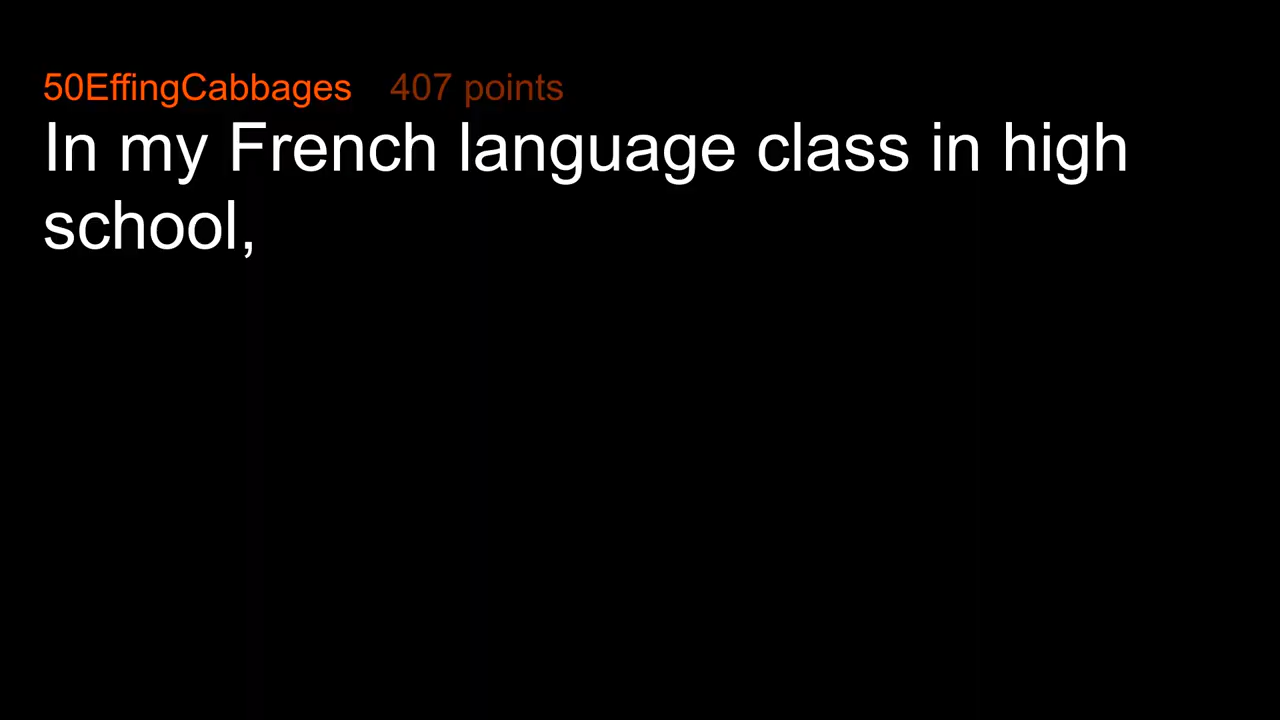 50EffingCabbages 407 points
In my French language class in high
school,